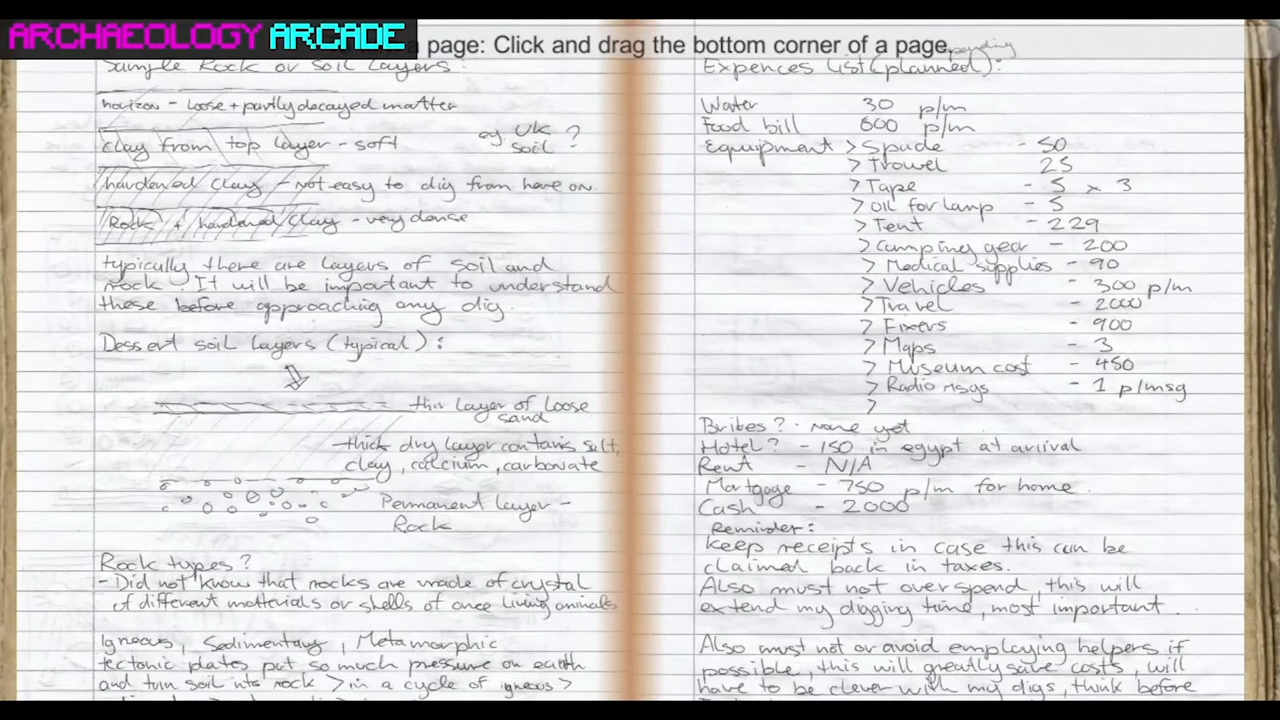 ARCHAEOLOGY ARCADE
a page: Click and drag the bottom corner of a page.
Sample Rock or soil Layers:
horizon - loose + partly decayed matter
clay from top layer - soft
eg. UK
soil ?
hardened clay - not easy to dig from here on
Rock + hardened clay - very dense
typically there are layers of soil and
rock. It will be important to understand
these before approaching any dig.
Dessert soil layers (typical):
thin layer of loose
sand
thick dry layer contains salt,
clay, calcium, carbonate
Permanent layer -
Rock
Rock types?
- Did not know that rocks are made of crystal
of different matterials or shells of once living animals
Igneous, Sedimentary, Metamorphic
tectonic plates put so much pressure on earth
and turn soil into rock > in a cycle of igneous >
spending
Expences list (planned):
Water 30 p/m
Food bill 600 p/m
Equipment > Spade - 50
> Trowel 25
> Tape - 5 x 3
> Oil for lamp - 5
> Tent - 229
> Camping gear - 200
> Medical supplies - 90
> Vehicles - 300 p/m
> Travel - 2000
> Fixers - 900
> Maps - 3
> Museum cost - 450
> Radio msgs - 1 p/msg
>
Bribes? - none yet
Hotel? - 150 in egypt at arrival
Rent - N/A
Mortgage - 750 p/m for home
Cash - 2000
Reminder:
keep receipts in case this can be
claimed back in taxes.
Also must not over spend, this will
extend my digging time, most important.
Also must not or avoid employing helpers if
possible, this will greatly save costs, will
have to be clever with my digs, think before